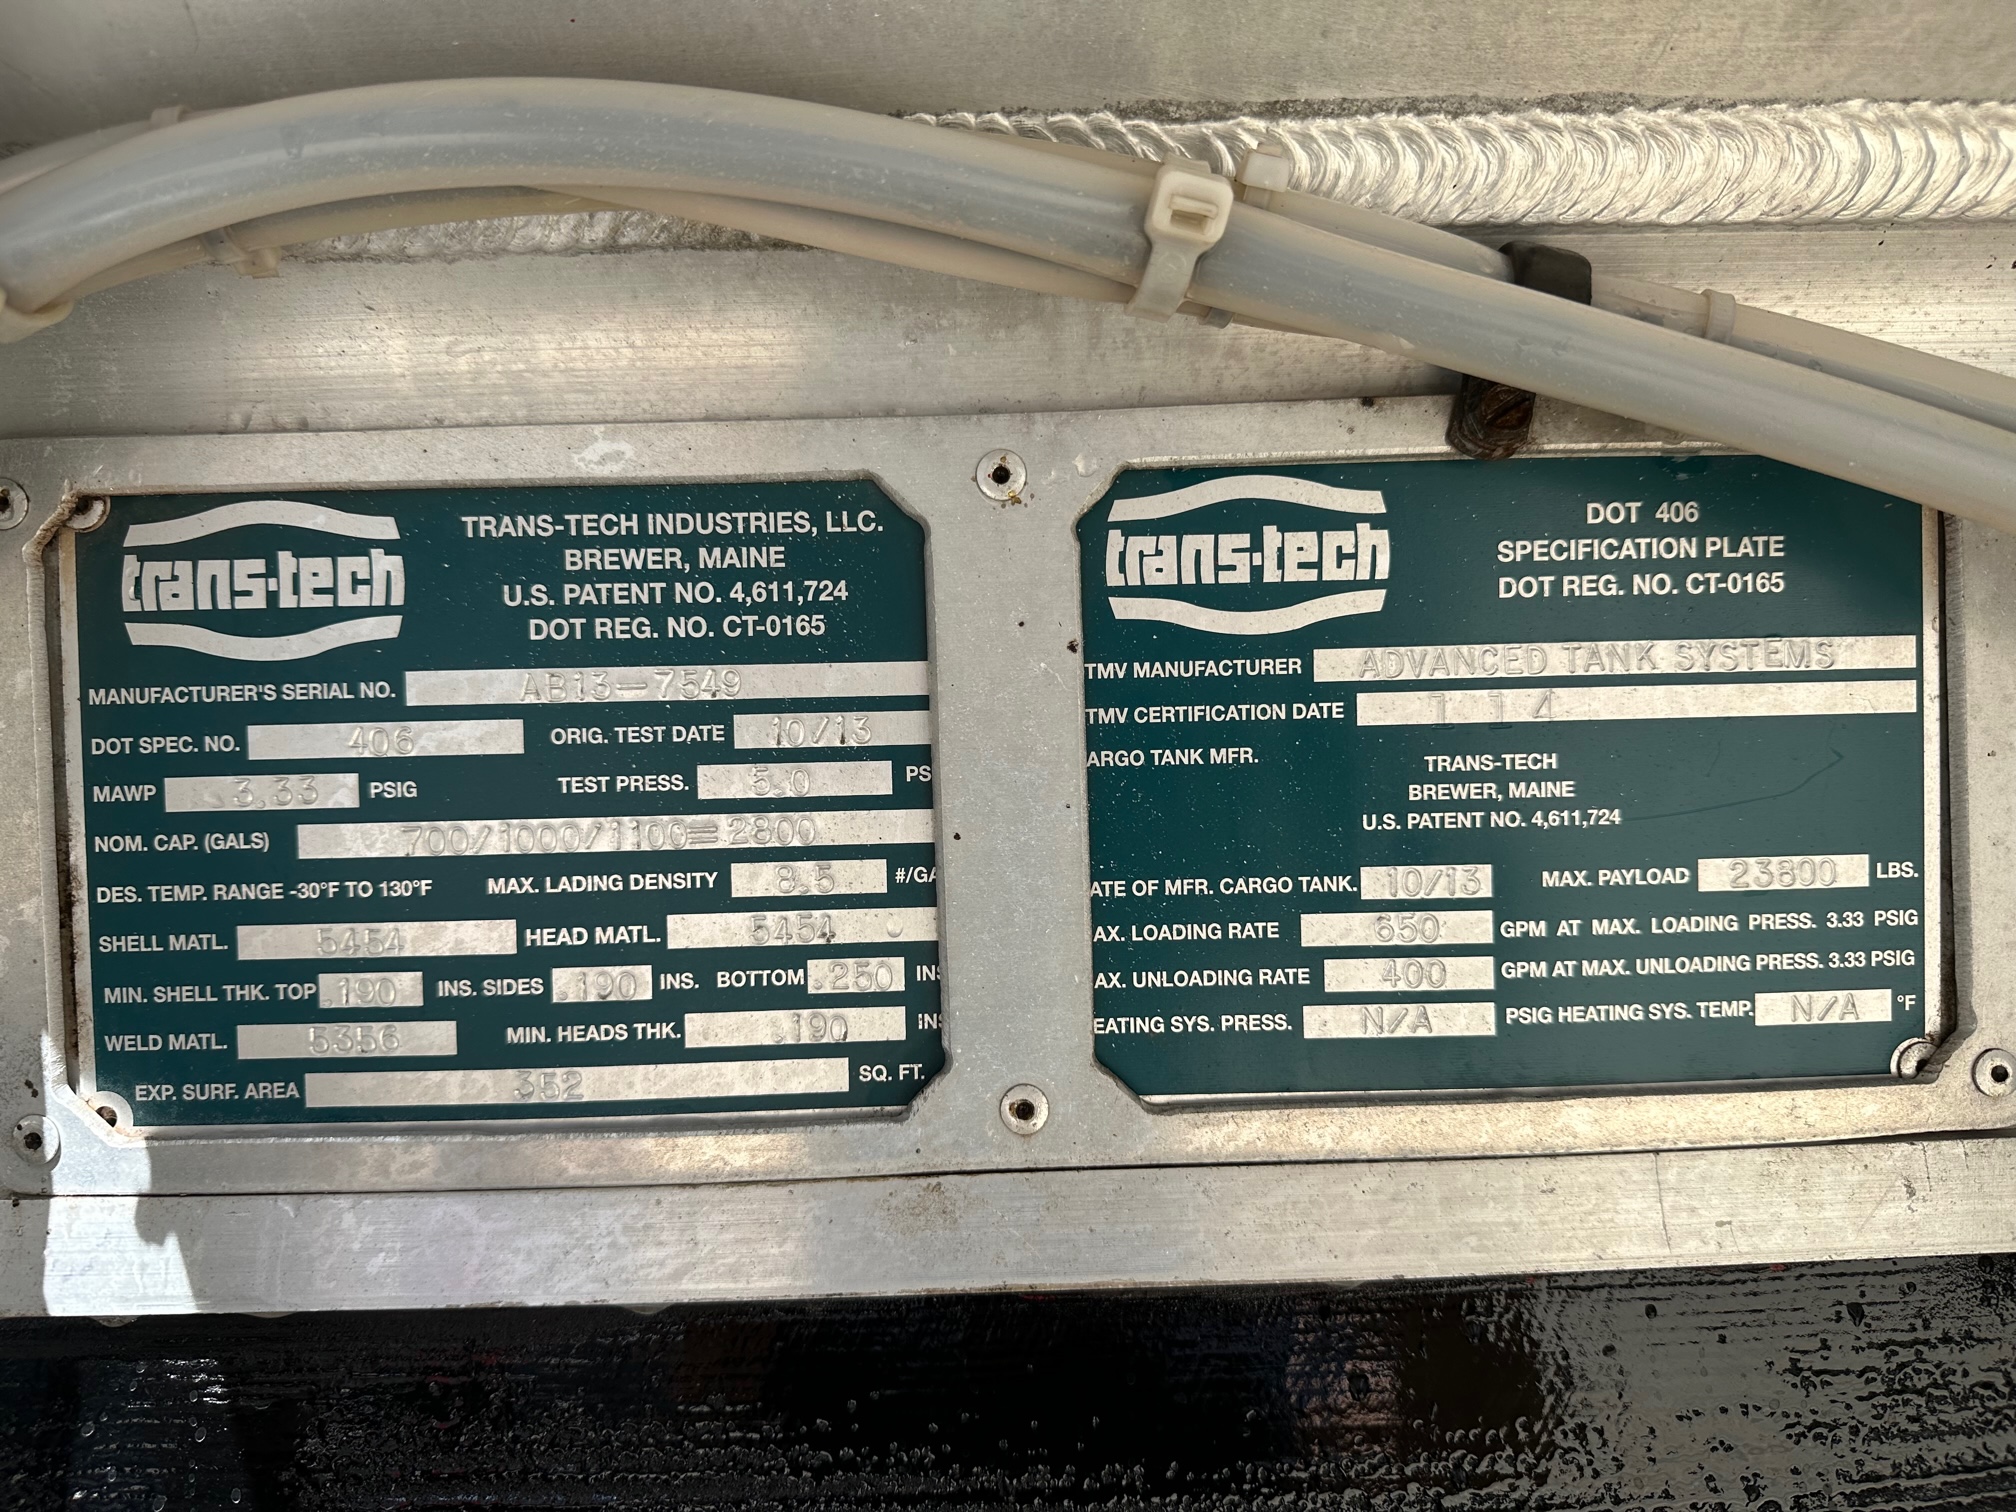 trans-tech
TRANS-TECH INDUSTRIES, LLC.
BREWER, MAINE
U.S. PATENT NO. 4,611,724
DOT REG. NO. CT-0165
MANUFACTURER'S SERIAL NO. AB13-7549
DOT SPEC. NO. 406 ORIG. TEST DATE 10/13
MAWP 3.33 PSIG TEST PRESS. 5.0 PS
NOM. CAP. (GALS) 700/1000/1100=2800
DES. TEMP. RANGE -30°F TO 130°F MAX. LADING DENSITY 8.5 #/GA
SHELL MATL. 5454 HEAD MATL. 5454
MIN. SHELL THK. TOP .190 INS. SIDES .190 INS. BOTTOM .250 INS
WELD MATL. 5356 MIN. HEADS THK. .190 INS
EXP. SURF. AREA 352 SQ. FT.
trans-tech
DOT 406
SPECIFICATION PLATE
DOT REG. NO. CT-0165
TMV MANUFACTURER ADVANCED TANK SYSTEMS
TMV CERTIFICATION DATE 1 14
ARGO TANK MFR.
TRANS-TECH
BREWER, MAINE
U.S. PATENT NO. 4,611,724
ATE OF MFR. CARGO TANK. 10/13 MAX. PAYLOAD 23800 LBS.
AX. LOADING RATE 650 GPM AT MAX. LOADING PRESS. 3.33 PSIG
AX. UNLOADING RATE 400 GPM AT MAX. UNLOADING PRESS. 3.33 PSIG
EATING SYS. PRESS. N/A PSIG HEATING SYS. TEMP. N/A °F